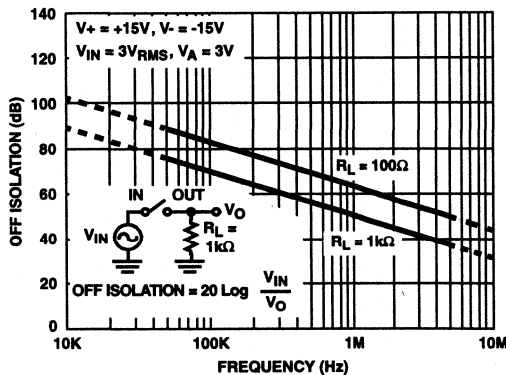 140
120
100
80
60
40
20
0
OFF ISOLATION (dB)
V+ = +15V, V- = -15V
VIN = 3VRMS, VA = 3V
RL = 100Ω
RL = 1kΩ
IN OUT
VO
VIN
RL =
1kΩ
OFF ISOLATION = 20 Log VIN
VO
10K 100K 1M 10M
FREQUENCY (Hz)